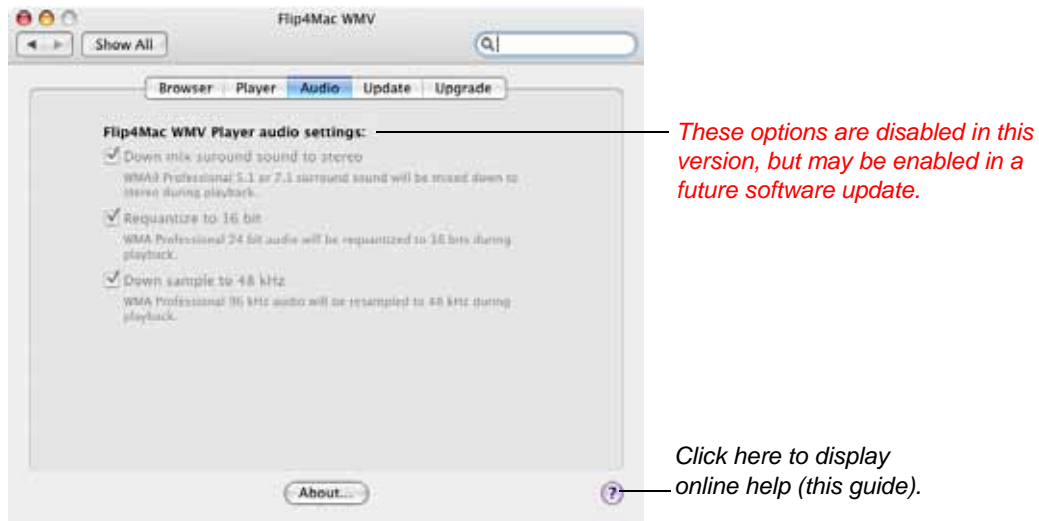 Flip4Mac WMV
Show All
Browser Player Audio Update Upgrade
Flip4Mac WMV Player audio settings:
Down mix suround sound to stereo
WMA9 Professional 5.1 or 7.1 surround sound will be mixed down to
stereo during playback.
Requantize to 16 bit
WMA Professional 24 bit audio will be requantized to 16 bits during
playback.
Down sample to 48 kHz
WMA Professional 96 kHz audio will be resampled to 48 kHz during
playback.
These options are disabled in this
version, but may be enabled in a
future software update.
About...
?
Click here to display
online help (this guide).